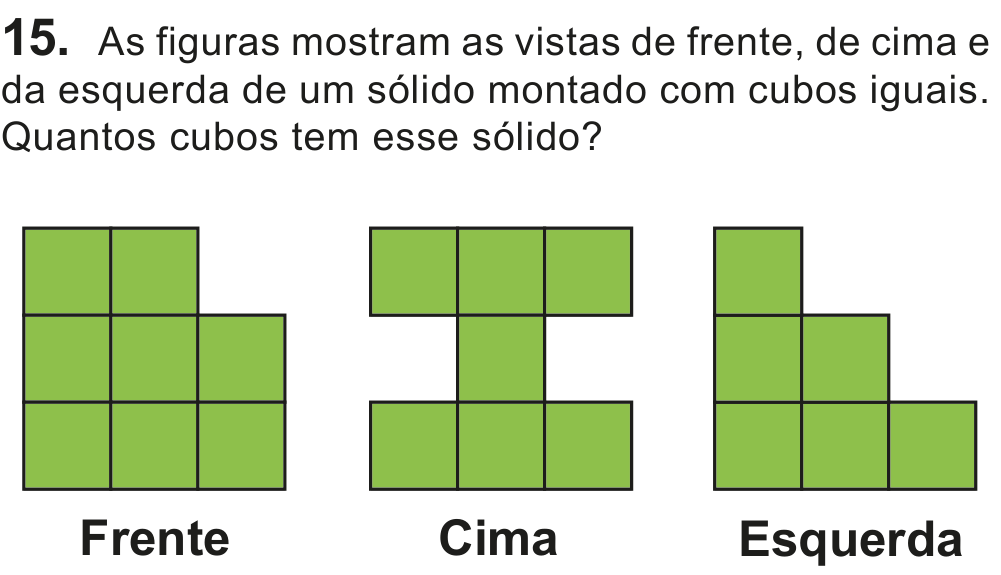 15. As figuras mostram as vistas de frente, de cima e
da esquerda de um sólido montado com cubos iguais.
Quantos cubos tem esse sólido?
Frente Cima Esquerda